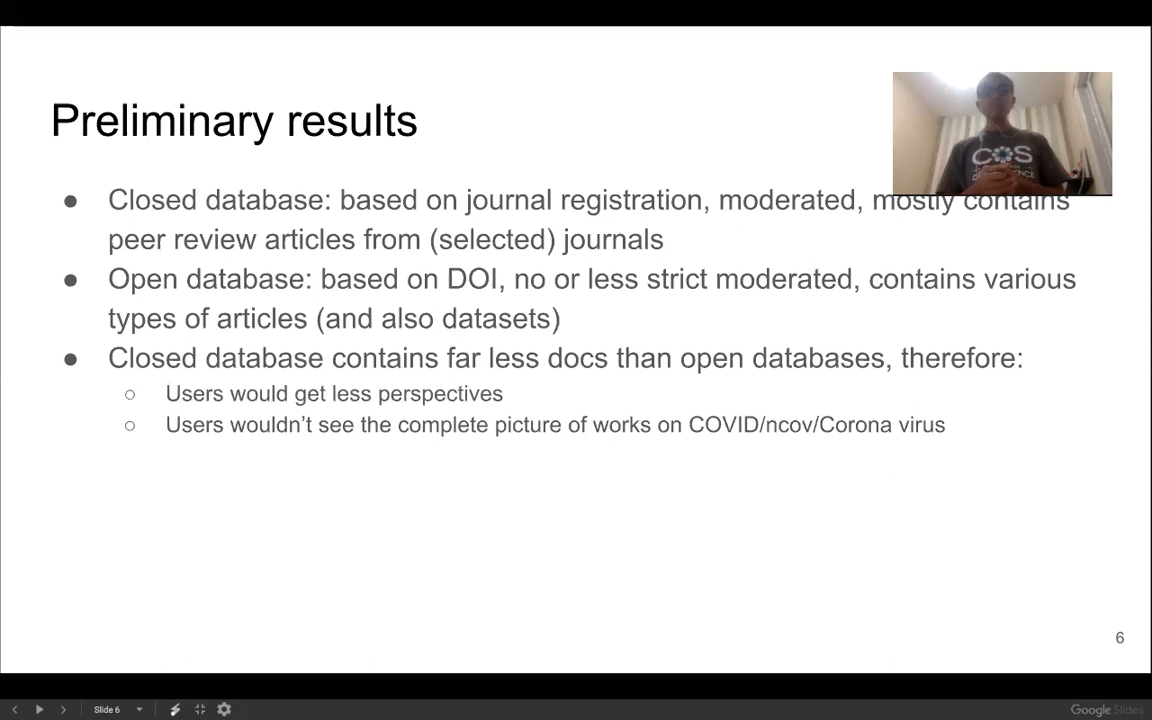 Preliminary results
COS
● Closed database: based on journal registration, moderated, mostly contains
peer review articles from (selected) journals
● Open database: based on DOI, no or less strict moderated, contains various
types of articles (and also datasets)
● Closed database contains far less docs than open databases, therefore:
○ Users would get less perspectives
○ Users wouldn’t see the complete picture of works on COVID/ncov/Corona virus
6
Slide 6
Google Slides